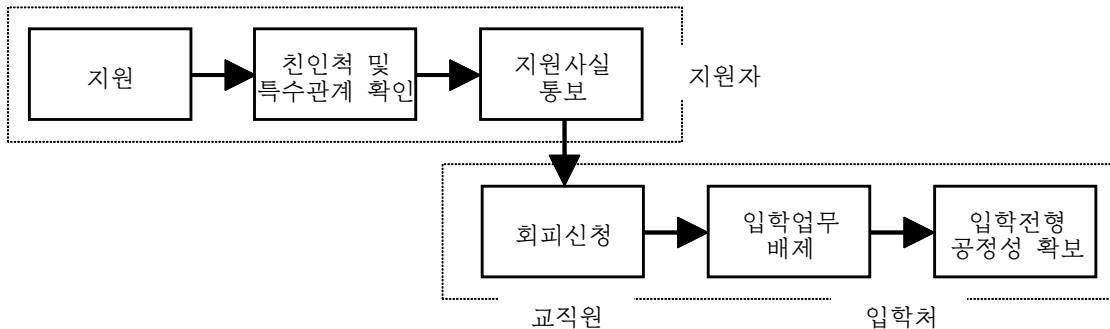 지원
친인척 및
특수관계 확인
지원사실
통보
지원자
회피신청
입학업무
배제
입학전형
공정성 확보
교직원
입학처